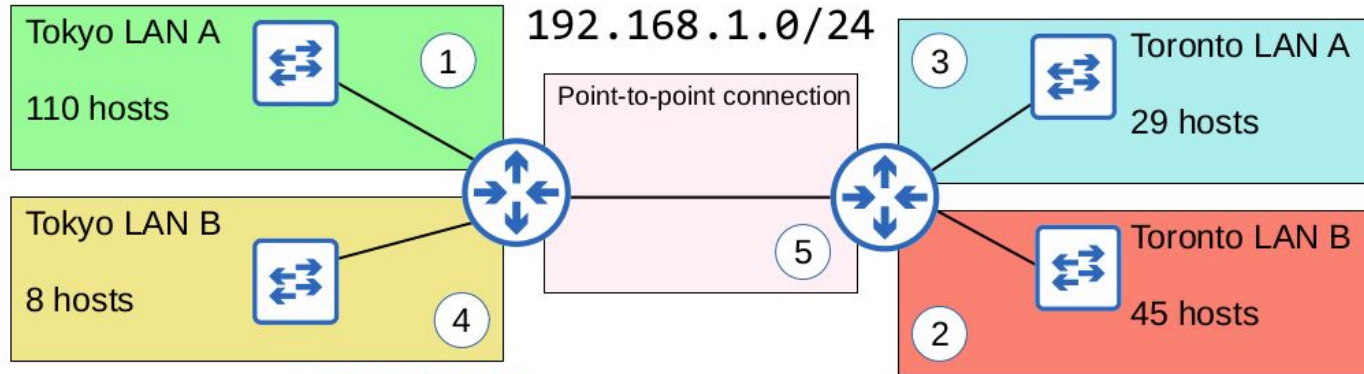 192.168.1.0/24
Tokyo LAN A
110 hosts
1
Point-to-point connection
5
3
Toronto LAN A
29 hosts
Tokyo LAN B
8 hosts
4
Toronto LAN B
45 hosts
2